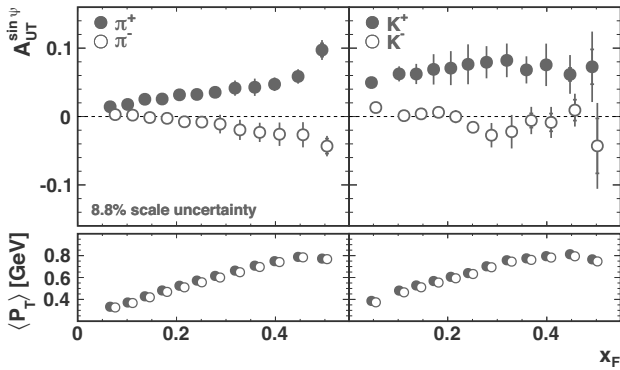 A_UT^sin ψ
π⁺
π⁻
K⁺
K⁻
0.1
0
-0.1
8.8% scale uncertainty
⟨P_T⟩ [GeV]
0.8
0.6
0.4
0 0.2 0.4 0.2 0.4
x_F